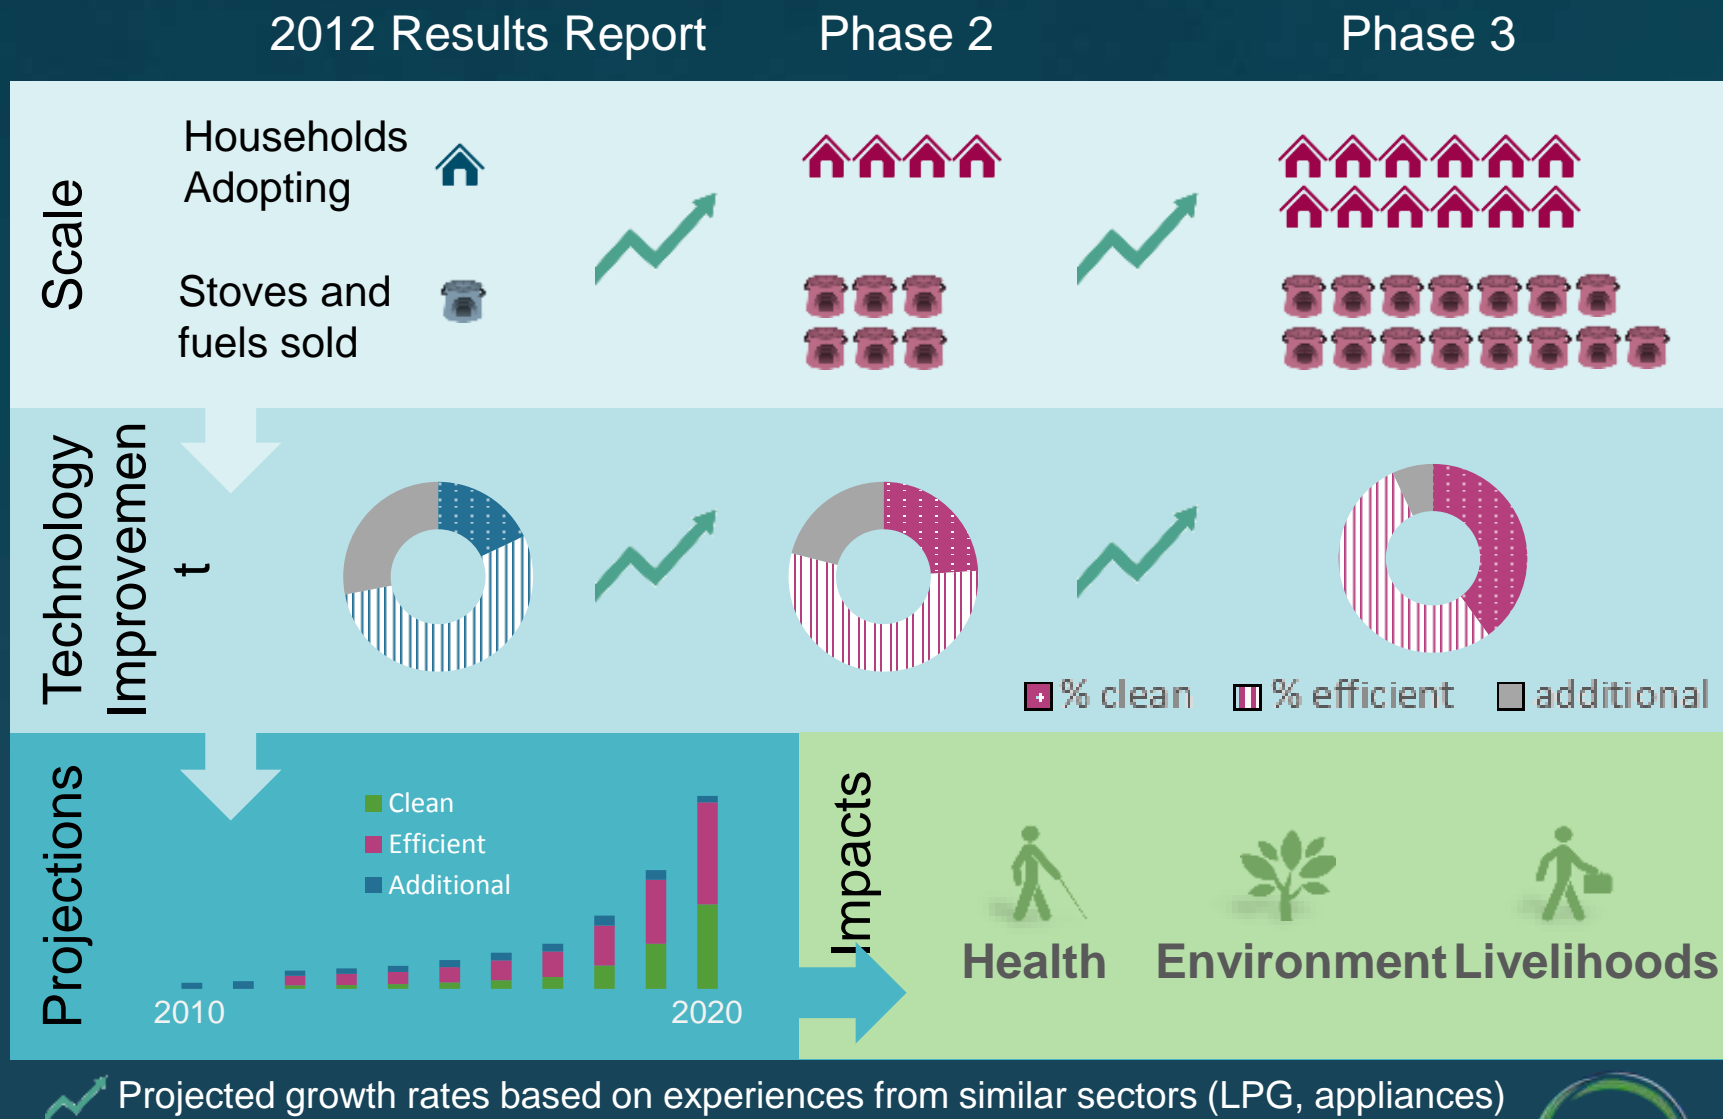 2012 Results Report
Phase 2
Phase 3
Scale
Households
Adopting
Stoves and
fuels sold
Technology
Improvemen
t
% clean
% efficient
additional
Projections
Clean
Efficient
Additional
2010
2020
Impacts
Health
Environment
Livelihoods
Projected growth rates based on experiences from similar sectors (LPG, appliances)